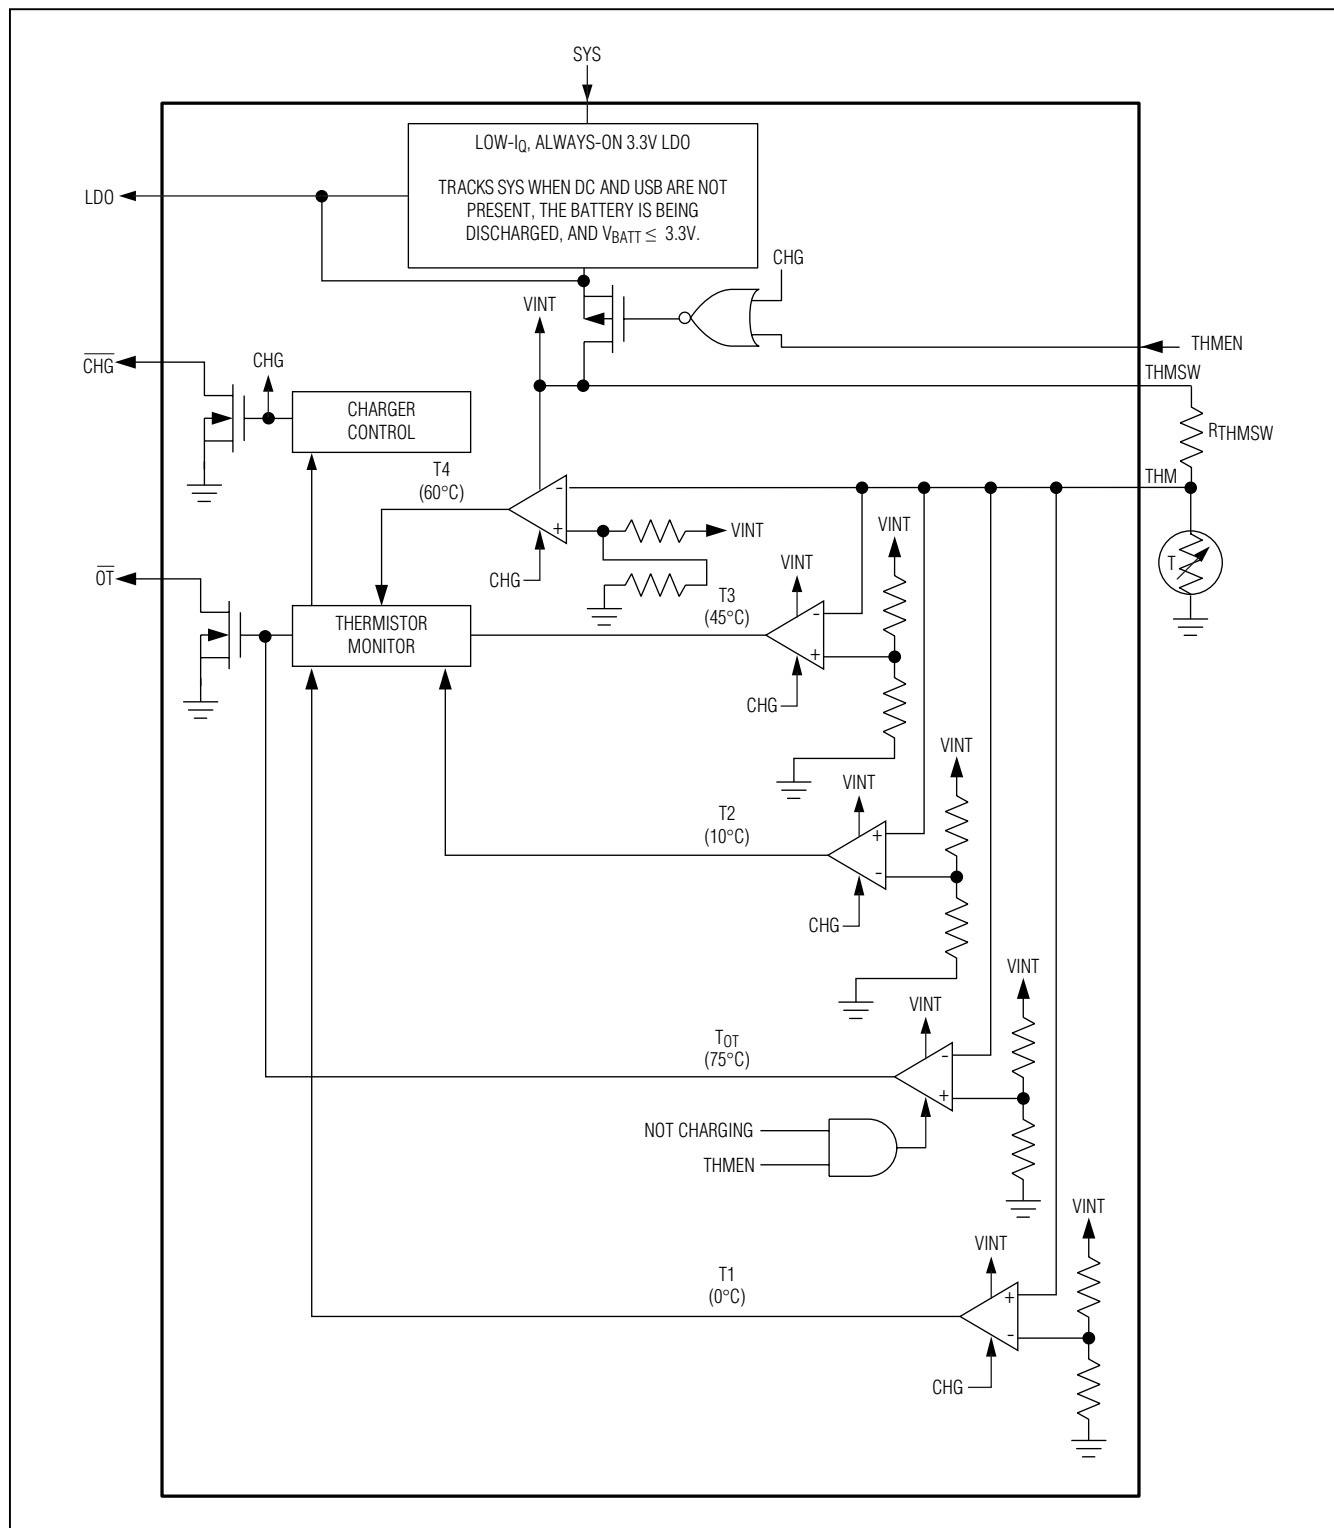 SYS
LOW-IQ, ALWAYS-ON 3.3V LDO
TRACKS SYS WHEN DC AND USB ARE NOT
PRESENT, THE BATTERY IS BEING
DISCHARGED, AND VBATT ≤ 3.3V.
LDO
CHG
VINT
THMEN
CHG
CHG
THMSW
CHARGER
CONTROL
RTHMSW
T4
(60°C)
-
THM
+
VINT
VINT
CHG
VINT
OT
T
T3
(45°C)
-
THERMISTOR
MONITOR
+
CHG
VINT
VINT
T2
(10°C)
+
-
CHG
VINT
VINT
TOT
(75°C)
-
+
NOT CHARGING
THMEN
VINT
VINT
T1
(0°C)
+
-
CHG